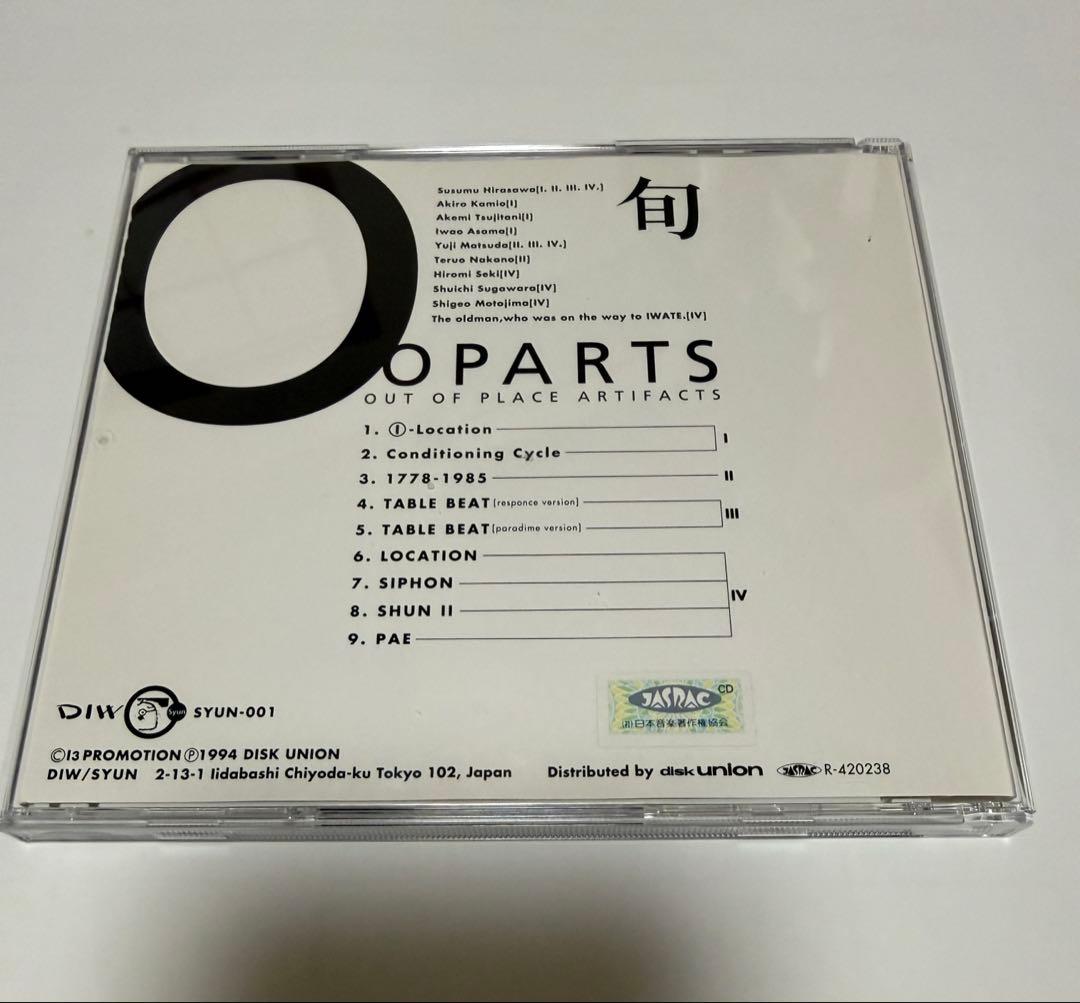 Susumu Hirasawa[I. II. III. IV.]
Akiro Kamio[I]
Akemi Tsujitani[I]
Iwao Asama[I]
Yuji Matsuda[II. III. IV.]
Teruo Nakano[II]
Hiromi Seki[IV]
Shuichi Sugawara[IV]
Shigeo Motojima[IV]
The oldman,who was on the way to IWATE.[IV]
旬
O
OOPARTS
OUT OF PLACE ARTIFACTS
1. Ⓘ-Location
2. Conditioning Cycle
I
3. 1778-1985
II
4. TABLE BEAT[responce version]
5. TABLE BEAT[paradime version]
III
6. LOCATION
7. SIPHON
8. SHUN II
9. PAE
IV
JASRAC CD
(社)日本音楽著作権協会
DIW Syun SYUN-001
©I3 PROMOTION ℗1994 DISK UNION
DIW/SYUN 2-13-1 Iidabashi Chiyoda-ku Tokyo 102, Japan Distributed by disk union JASRAC R-420238